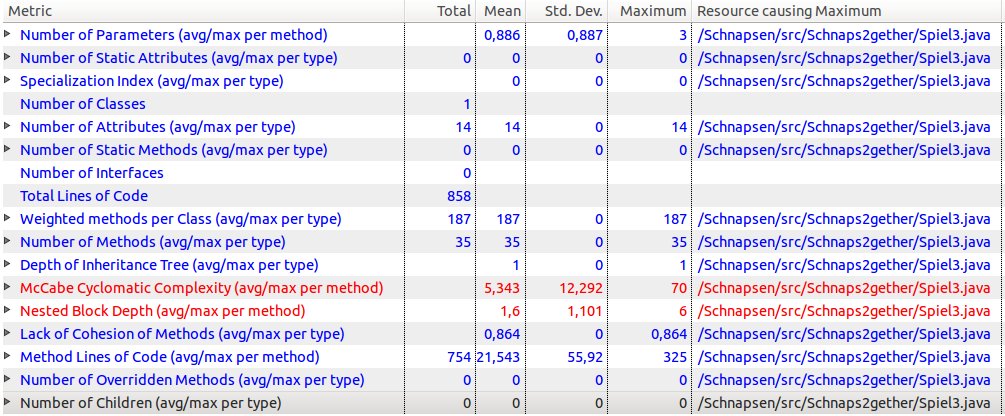 Metric Total Mean Std. Dev. Maximum Resource causing Maximum
Number of Parameters (avg/max per method) 0,886 0,887 3 /Schnapsen/src/Schnaps2gether/Spiel3.java
Number of Static Attributes (avg/max per type) 0 0 0 0 /Schnapsen/src/Schnaps2gether/Spiel3.java
Specialization Index (avg/max per type) 0 0 0 /Schnapsen/src/Schnaps2gether/Spiel3.java
Number of Classes 1
Number of Attributes (avg/max per type) 14 14 0 14 /Schnapsen/src/Schnaps2gether/Spiel3.java
Number of Static Methods (avg/max per type) 0 0 0 0 /Schnapsen/src/Schnaps2gether/Spiel3.java
Number of Interfaces 0
Total Lines of Code 858
Weighted methods per Class (avg/max per type) 187 187 0 187 /Schnapsen/src/Schnaps2gether/Spiel3.java
Number of Methods (avg/max per type) 35 35 0 35 /Schnapsen/src/Schnaps2gether/Spiel3.java
Depth of Inheritance Tree (avg/max per type) 1 0 1 /Schnapsen/src/Schnaps2gether/Spiel3.java
McCabe Cyclomatic Complexity (avg/max per method) 5,343 12,292 70 /Schnapsen/src/Schnaps2gether/Spiel3.java
Nested Block Depth (avg/max per method) 1,6 1,101 6 /Schnapsen/src/Schnaps2gether/Spiel3.java
Lack of Cohesion of Methods (avg/max per type) 0,864 0 0,864 /Schnapsen/src/Schnaps2gether/Spiel3.java
Method Lines of Code (avg/max per method) 754 21,543 55,92 325 /Schnapsen/src/Schnaps2gether/Spiel3.java
Number of Overridden Methods (avg/max per type) 0 0 0 0 /Schnapsen/src/Schnaps2gether/Spiel3.java
Number of Children (avg/max per type) 0 0 0 0 /Schnapsen/src/Schnaps2gether/Spiel3.java